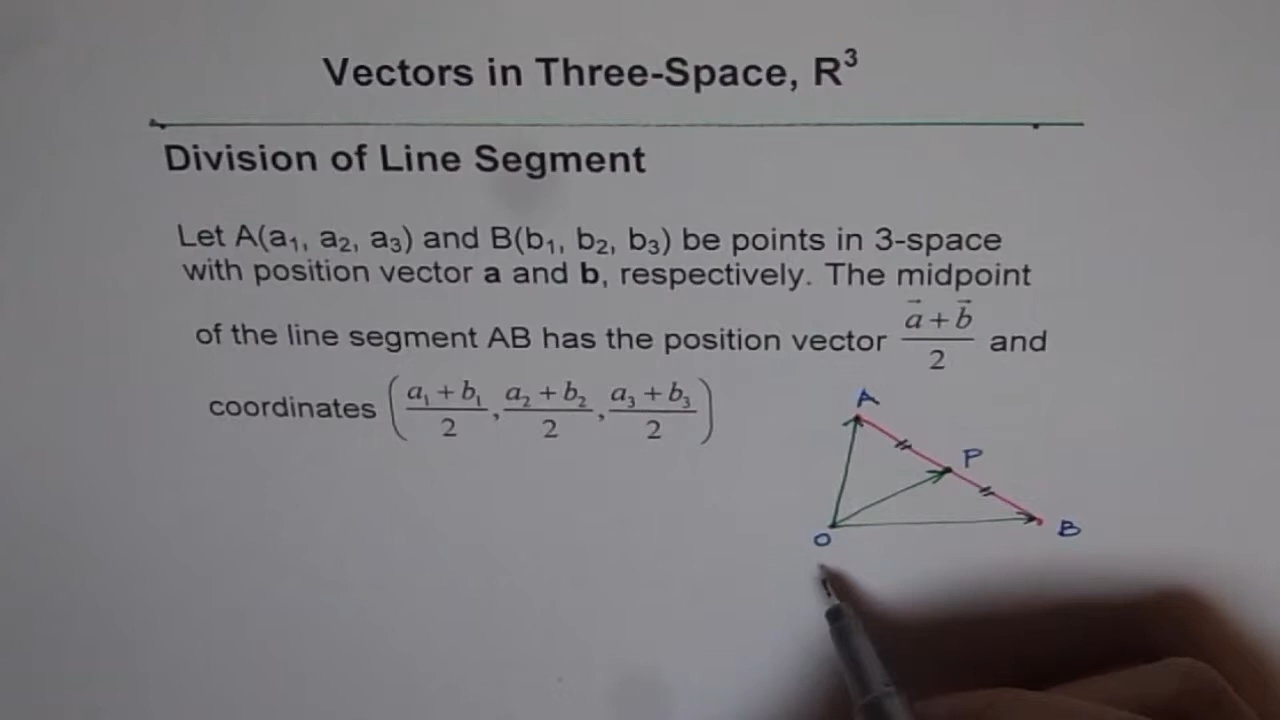 Vectors in Three-Space, R³
Division of Line Segment
Let A(a₁, a₂, a₃) and B(b₁, b₂, b₃) be points in 3-space
with position vector a and b, respectively. The midpoint
of the line segment AB has the position vector (a⃗ + b⃗)/2 and
coordinates ((a₁ + b₁)/2, (a₂ + b₂)/2, (a₃ + b₃)/2)
A
P
B
O